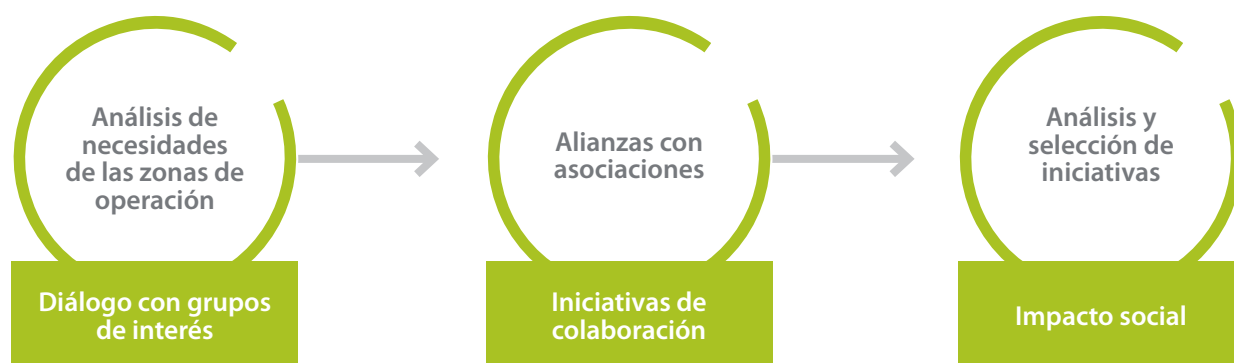 Análisis de
necesidades
de las zonas de
operación
Diálogo con grupos
de interés
Alianzas con
asociaciones
Iniciativas de
colaboración
Análisis y
selección de
iniciativas
Impacto social